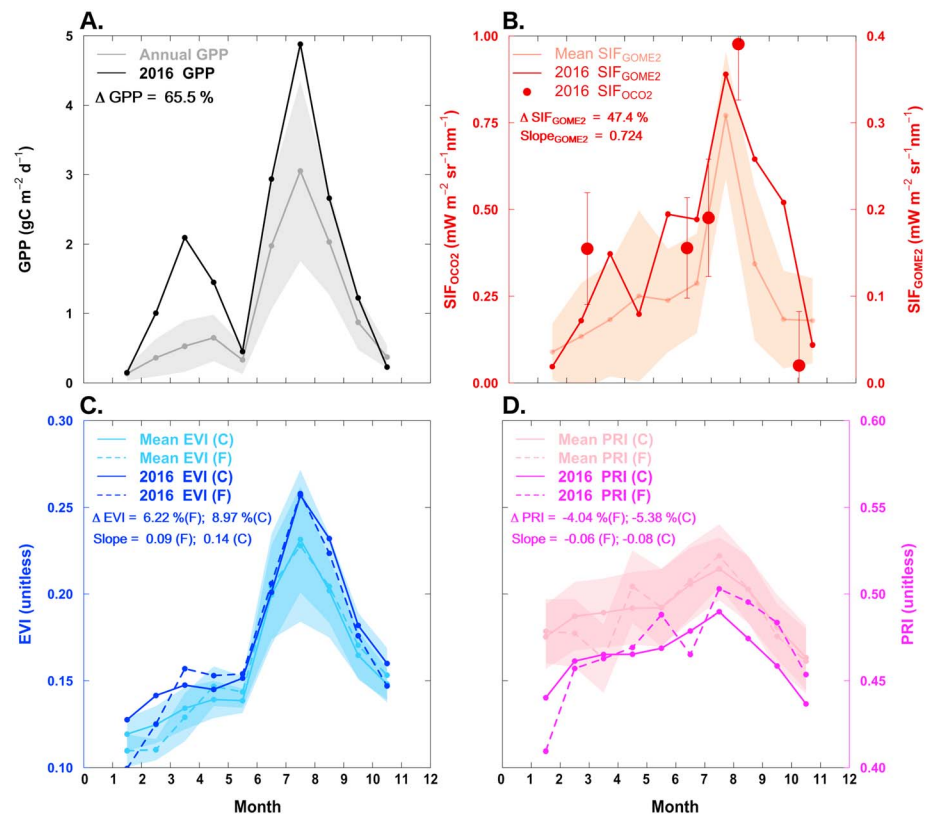 A.
5
4
3
2
1
0
GPP (gC m⁻² d⁻¹)
Annual GPP
2016 GPP
Δ GPP = 65.5 %
B.
1.00
0.75
0.50
0.25
0.00
SIF_OCO2 (mW m⁻² sr⁻¹ nm⁻¹)
Mean SIF_GOME2
2016 SIF_GOME2
2016 SIF_OCO2
Δ SIF_GOME2 = 47.4 %
Slope_GOME2 = 0.724
0.4
0.3
0.2
0.1
0.0
SIF_GOME2 (mW m⁻² sr⁻¹ nm⁻¹)
C.
0.30
0.25
0.20
0.15
0.10
EVI (unitless)
Mean EVI (C)
Mean EVI (F)
2016 EVI (C)
2016 EVI (F)
Δ EVI = 6.22 %(F); 8.97 %(C)
Slope = 0.09 (F); 0.14 (C)
0 1 2 3 4 5 6 7 8 9 10 11 12
Month
D.
Mean PRI (C)
Mean PRI (F)
2016 PRI (C)
2016 PRI (F)
Δ PRI = -4.04 %(F); -5.38 %(C)
Slope = -0.06 (F); -0.08 (C)
0.60
0.55
0.50
0.45
0.40
PRI (unitless)
0 1 2 3 4 5 6 7 8 9 10 11 12
Month